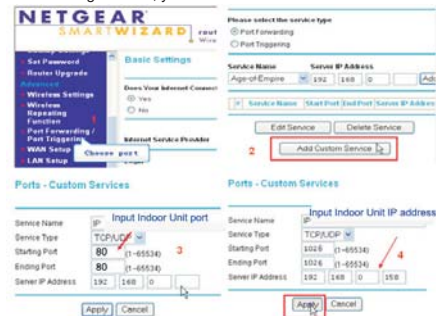 NETGEAR
SMARTWIZARD rout
Set Password
Router Upgrade
Advanced
Wireless Settings
Wireless
Repeating
Function
Port Forwarding /
Port Triggering
WAN Setup
LAN Setup
Choose port
Basic Settings
Does Your Internet Connect
Yes
No
Internet Service Provider
Please select the service type
Port Forwarding
Port Triggering
Service Name Server IP Address
Age-of-Empire 192 168 0 Add
# Service Name Start Port End Port Server IP Address
Edit Service Delete Service
2 Add Custom Service
Ports - Custom Services
Input Indoor Unit port
Service Name IP
Service Type TCP/UDP
Starting Port 80 (1~65534) 3
Ending Port 80 (1~65534)
Server IP Address 192 168 0
Apply Cancel
Ports - Custom Services
Input Indoor Unit IP address
Service Name IP
Service Type TCP/UDP
Starting Port 1026 (1~65534) 4
Ending Port 1026 (1~65534)
Server IP Address 192 168 0 158
Apply Cancel